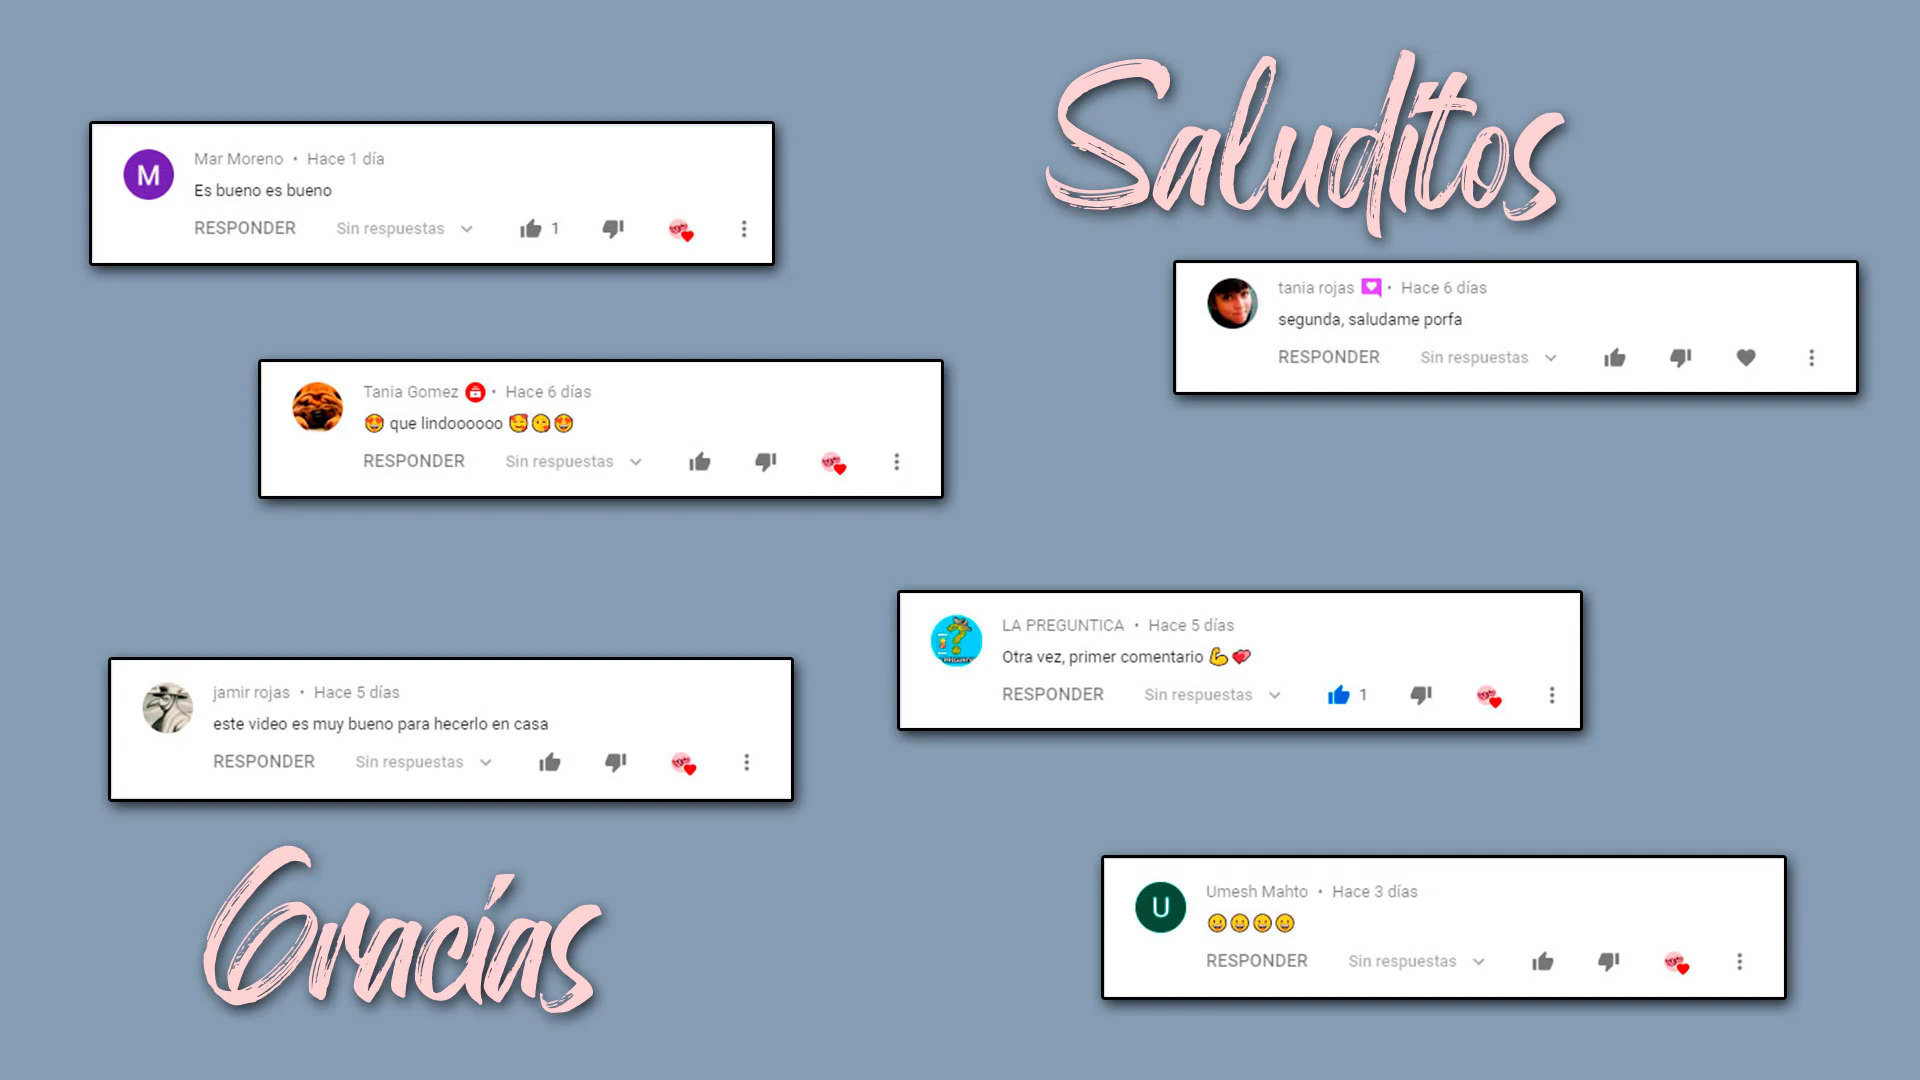 Saluditos
M
Mar Moreno • Hace 1 día
Es bueno es bueno
RESPONDER Sin respuestas 1
tania rojas • Hace 6 días
segunda, saludame porfa
RESPONDER Sin respuestas
Tania Gomez • Hace 6 días
😍 que lindoooooo 🥰😘😍
RESPONDER Sin respuestas
LA PREGUNTICA • Hace 5 días
Otra vez, primer comentario 💪💕
RESPONDER Sin respuestas 1
jamir rojas • Hace 5 días
este video es muy bueno para hecerlo en casa
RESPONDER Sin respuestas
Gracias
U
Umesh Mahto • Hace 3 días
😀😀😀😀
RESPONDER Sin respuestas